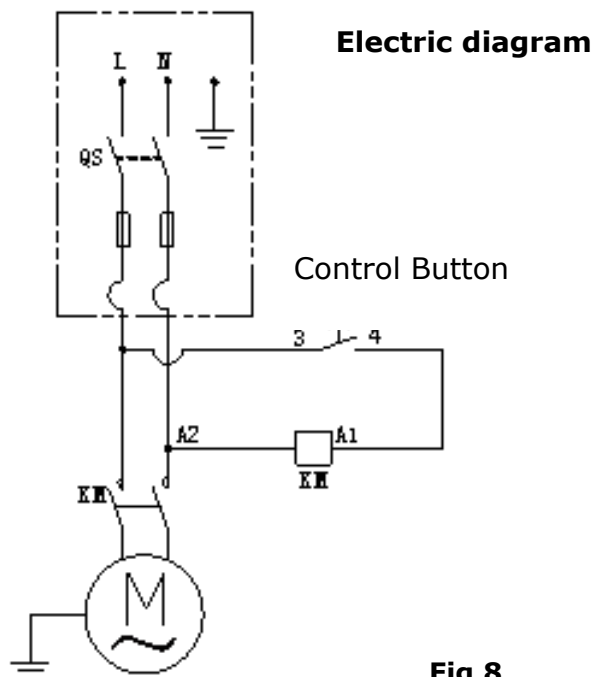 Electric diagram
L N
QS
Control Button
3 4
A2 A1
KM
KM
M
Fig 8